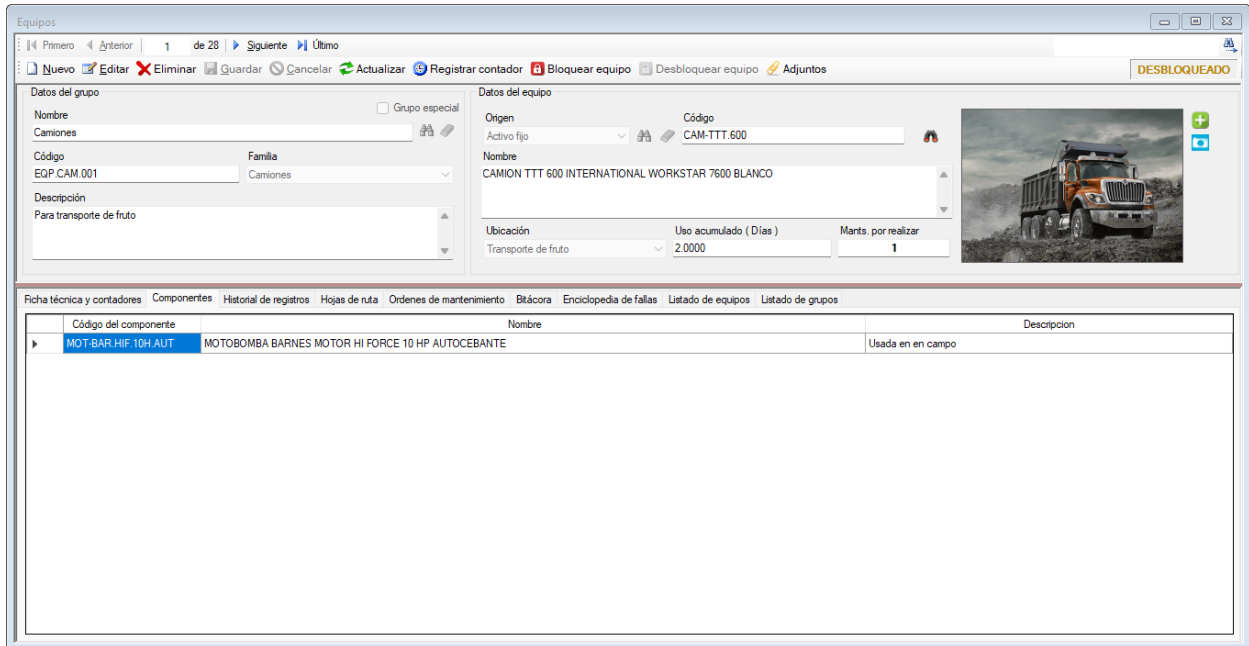 Equipos
Primero Anterior 1 de 28 Siguiente Último
Nuevo Editar Eliminar Guardar Cancelar Actualizar Registrar contador Bloquear equipo Desbloquear equipo Adjuntos DESBLOQUEADO
Datos del grupo
Grupo especial
Nombre
Camiones
Código Familia
EQP.CAM.001 Camiones
Descripción
Para transporte de fruto
Datos del equipo
Origen Código
Activo fijo CAM-TTT.600
Nombre
CAMION TTT 600 INTERNATIONAL WORKSTAR 7600 BLANCO
Ubicación Uso acumulado ( Días ) Mants. por realizar
Transporte de fruto 2.0000 1
Ficha técnica y contadores Componentes Historial de registros Hojas de ruta Ordenes de mantenimiento Bitácora Enciclopedia de fallas Listado de equipos Listado de grupos
Código del componente Nombre Descripcion
MOT-BAR.HIF.10H.AUT MOTOBOMBA BARNES MOTOR HI FORCE 10 HP AUTOCEBANTE Usada en en campo